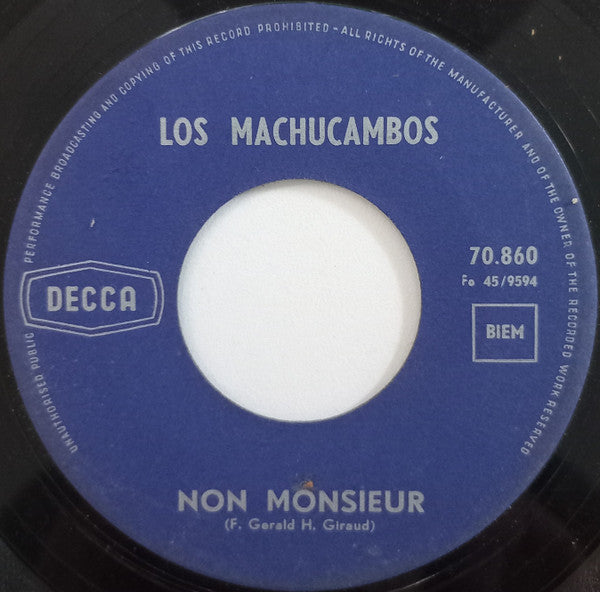 UNAUTHORISED PUBLIC PERFORMANCE BROADCASTING AND COPYING OF THIS RECORD PROHIBITED - ALL RIGHTS OF THE MANUFACTURER AND OF THE OWNER OF THE RECORDED WORK RESERVED
LOS MACHUCAMBOS
70.860
Fo 45/9594
DECCA
BIEM
NON MONSIEUR
(F. Gerald H. Giraud)